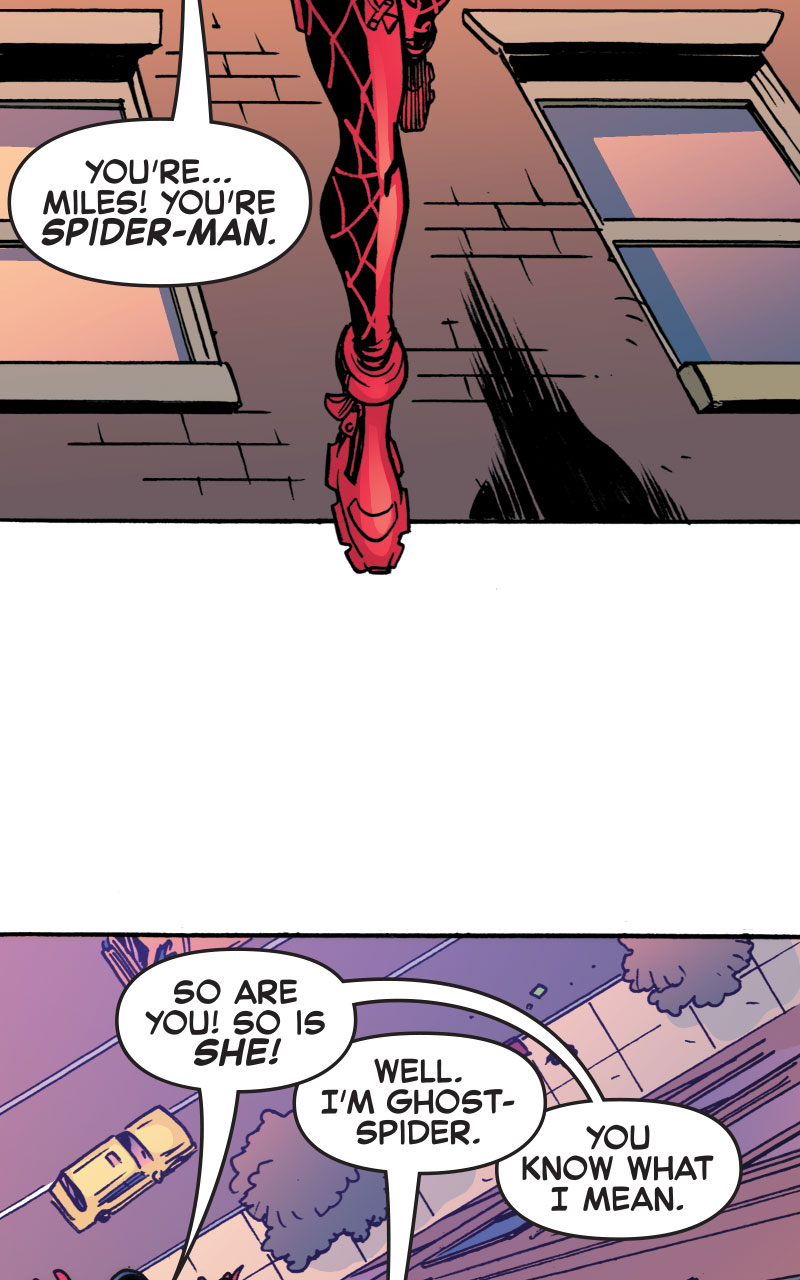 YOU'RE...
MILES! YOU'RE
SPIDER-MAN.
SO ARE
YOU! SO IS
SHE!
WELL.
I'M GHOST-
SPIDER.
YOU
KNOW WHAT
I MEAN.